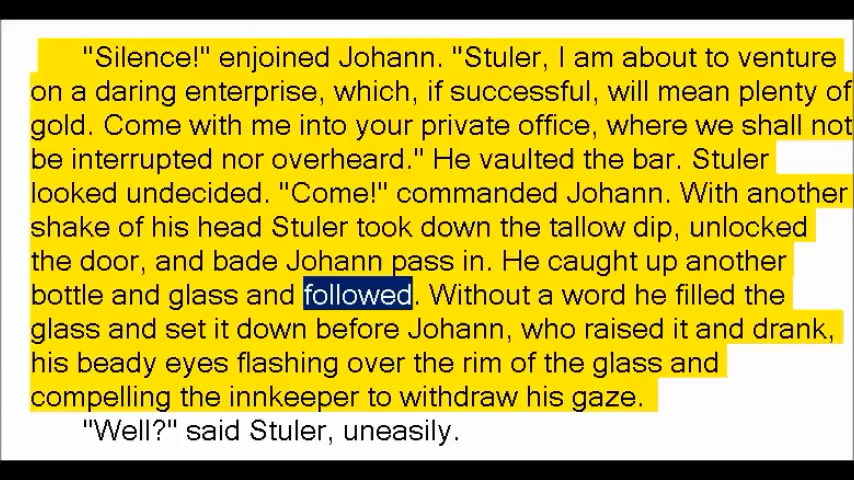 "Silence!" enjoined Johann. "Stuler, I am about to venture
on a daring enterprise, which, if successful, will mean plenty of
gold. Come with me into your private office, where we shall not
be interrupted nor overheard." He vaulted the bar. Stuler
looked undecided. "Come!" commanded Johann. With another
shake of his head Stuler took down the tallow dip, unlocked
the door, and bade Johann pass in. He caught up another
bottle and glass and followed. Without a word he filled the
glass and set it down before Johann, who raised it and drank,
his beady eyes flashing over the rim of the glass and
compelling the innkeeper to withdraw his gaze.
"Well?" said Stuler, uneasily.